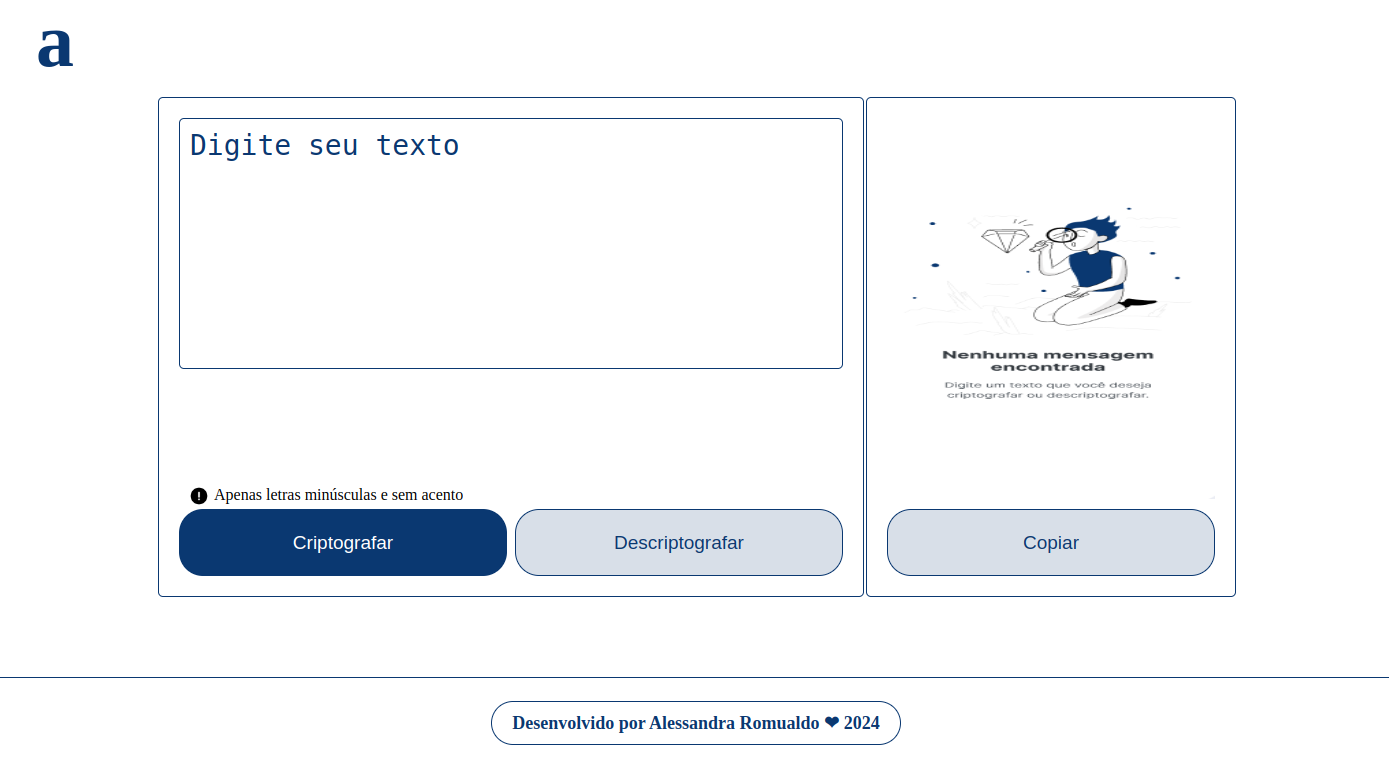 a
Digite seu texto
Apenas letras minúsculas e sem acento
Criptografar
Descriptografar
Nenhuma mensagem
encontrada
Digite um texto que você deseja
criptografar ou descriptografar.
Copiar
Desenvolvido por Alessandra Romualdo ❤ 2024